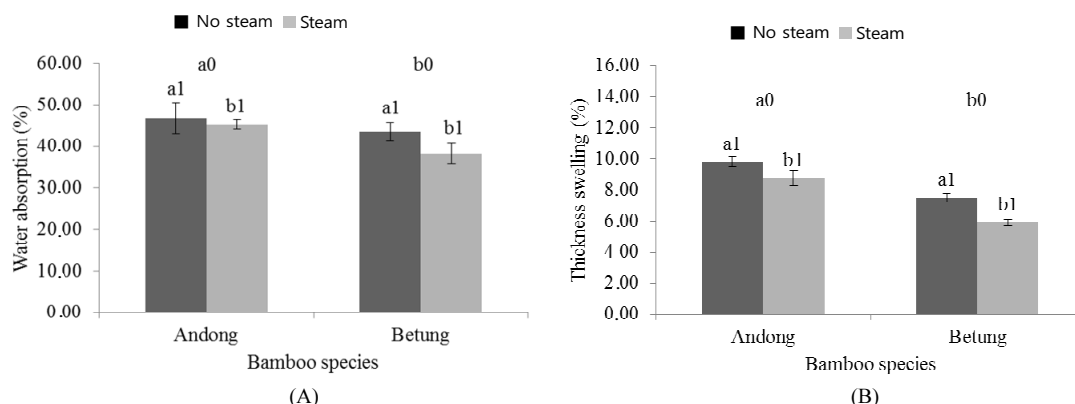 No steam Steam
60.00
50.00
40.00
30.00
20.00
10.00
0.00
Water absorption (%)
a0 b0
a1 b1 a1 b1
Andong Betung
Bamboo species
(A)
No steam Steam
16.00
14.00
12.00
10.00
8.00
6.00
4.00
2.00
0.00
Thickness swelling (%)
a0 b0
a1 b1 a1 b1
Andong Betung
Bamboo species
(B)